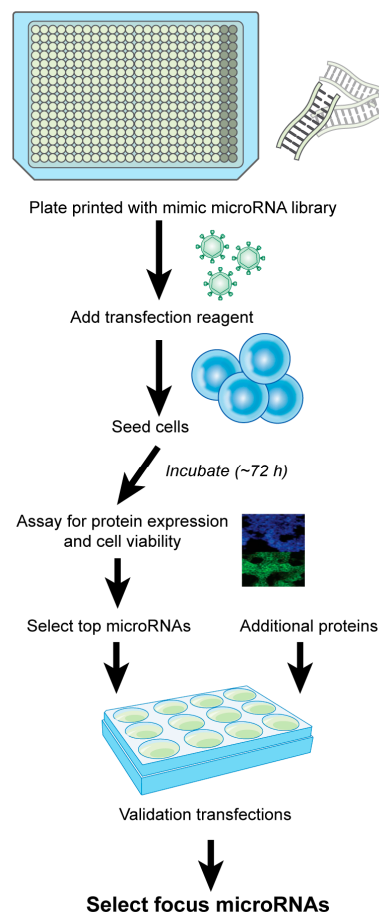 Plate printed with mimic microRNA library
Add transfection reagent
Seed cells
Incubate (~72 h)
Assay for protein expression
and cell viability
Select top microRNAs
Additional proteins
Validation transfections
Select focus microRNAs